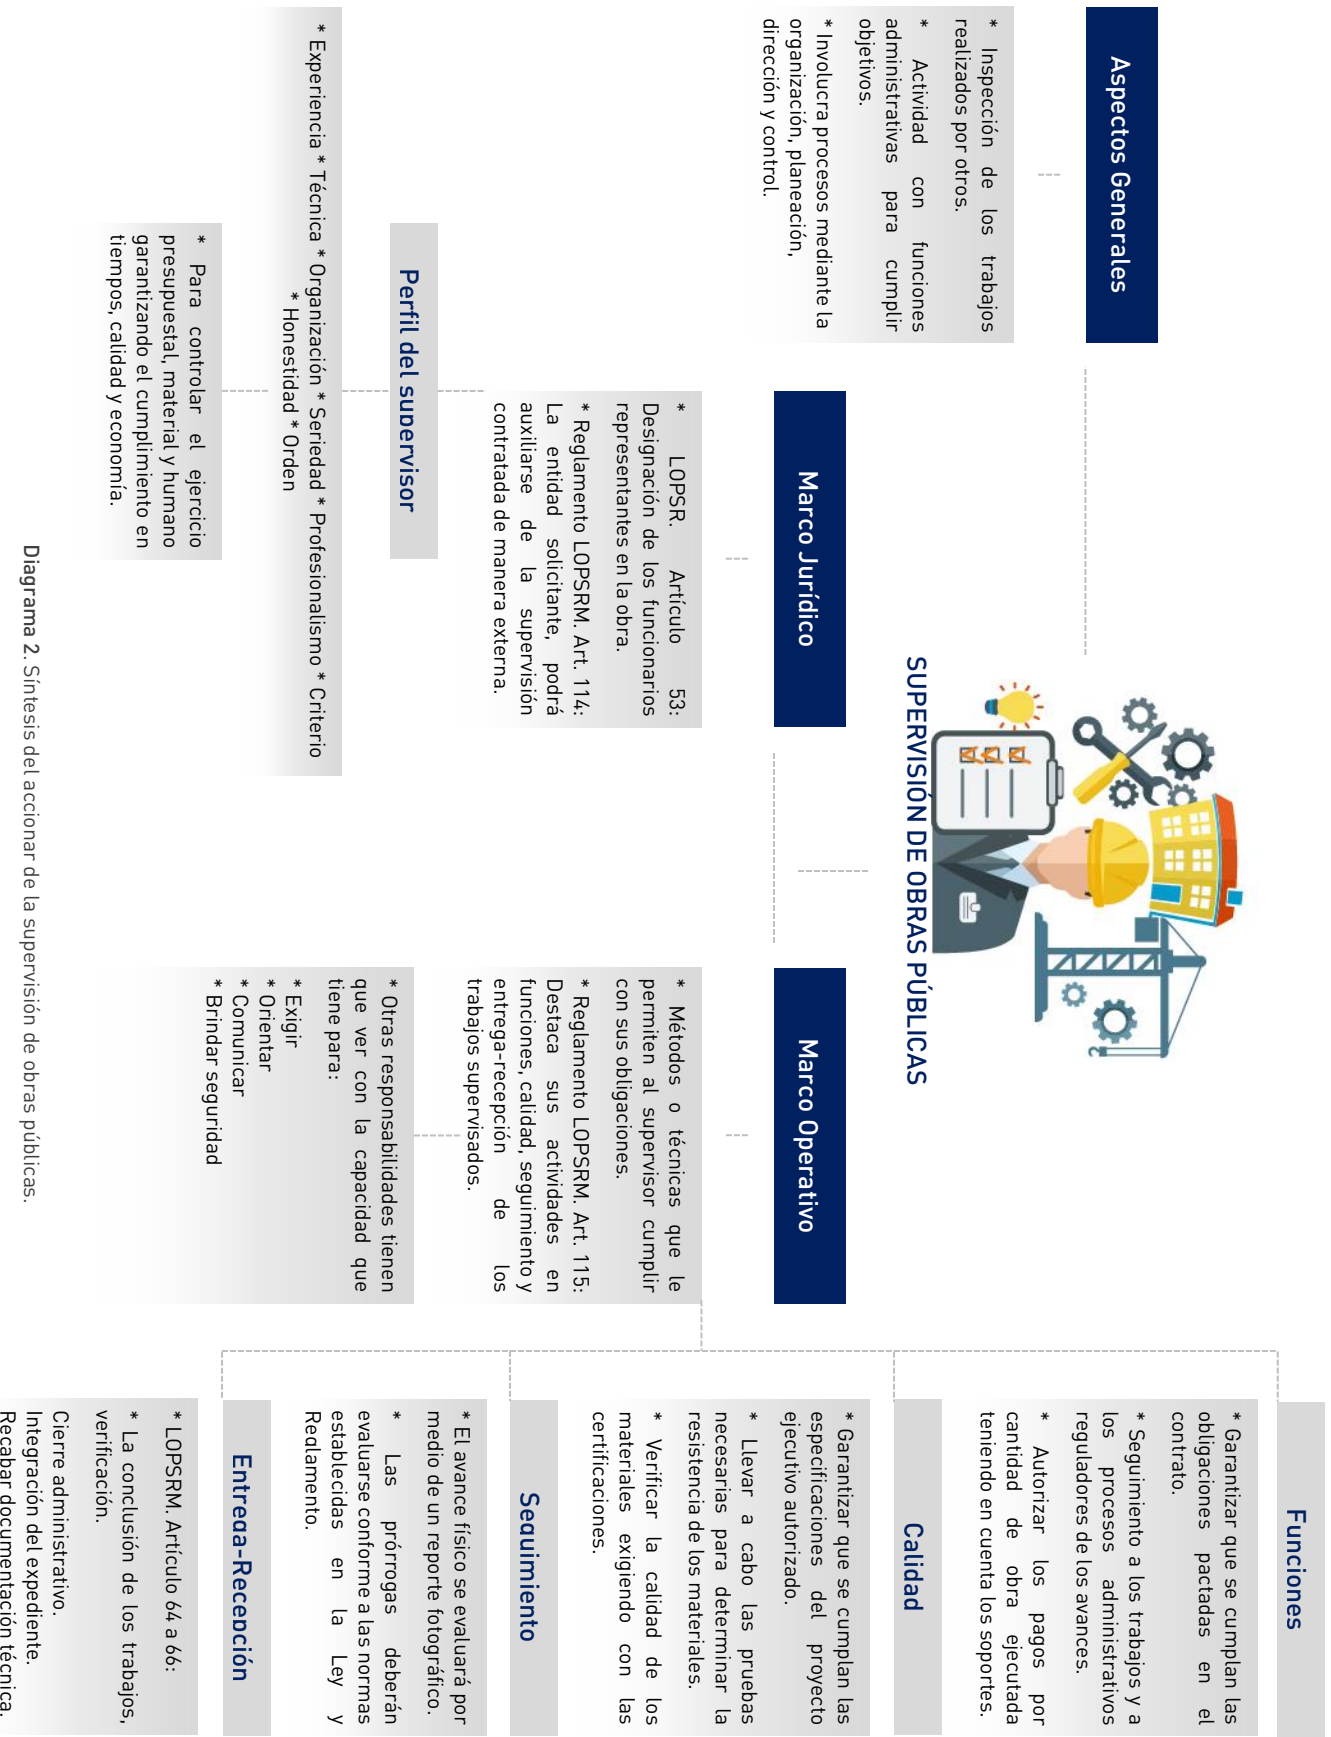 SUPERVISIÓN DE OBRAS PÚBLICAS
Aspectos Generales
* Inspección de los trabajos
realizados por otros.
* Actividad con funciones
administrativas para cumplir
objetivos.
* Involucra procesos mediante la
organización, planeación,
dirección y control.
Marco Jurídico
* LOPSR. Artículo 53:
Designación de los funcionarios
representantes en la obra.
* Reglamento LOPSRM. Art. 114:
La entidad solicitante, podrá
auxiliarse de la supervisión
contratada de manera externa.
Perfil del supervisor
* Experiencia * Técnica * Organización * Seriedad * Profesionalismo * Criterio
* Honestidad * Orden
* Para controlar el ejercicio
presupuestal, material y humano
garantizando el cumplimiento en
tiempos, calidad y economía.
Marco Operativo
* Métodos o técnicas que le
permiten al supervisor cumplir
con sus obligaciones.
* Reglamento LOPSRM. Art. 115:
Destaca sus actividades en
funciones, calidad, seguimiento y
entrega-recepción de los
trabajos supervisados.
* Otras responsabilidades tienen
que ver con la capacidad que
tiene para:
* Exigir
* Orientar
* Comunicar
* Brindar seguridad
Funciones
* Garantizar que se cumplan las
obligaciones pactadas en el
contrato.
* Seguimiento a los trabajos y a
los procesos administrativos
reguladores de los avances.
* Autorizar los pagos por
cantidad de obra ejecutada
teniendo en cuenta los soportes.
Calidad
* Garantizar que se cumplan las
especificaciones del proyecto
ejecutivo autorizado.
* Llevar a cabo las pruebas
necesarias para determinar la
resistencia de los materiales.
* Verificar la calidad de los
materiales exigiendo con las
certificaciones.
Seguimiento
* El avance físico se evaluará por
medio de un reporte fotográfico.
* Las prórrogas deberán
evaluarse conforme a las normas
establecidas en la Ley y
Reglamento.
Entrega-Recepción
* LOPSRM. Artículo 64 a 66:
* La conclusión de los trabajos,
verificación.
Cierre administrativo.
Integración del expediente.
Recabar documentación técnica.
Diagrama 2. Síntesis del accionar de la supervisión de obras públicas.